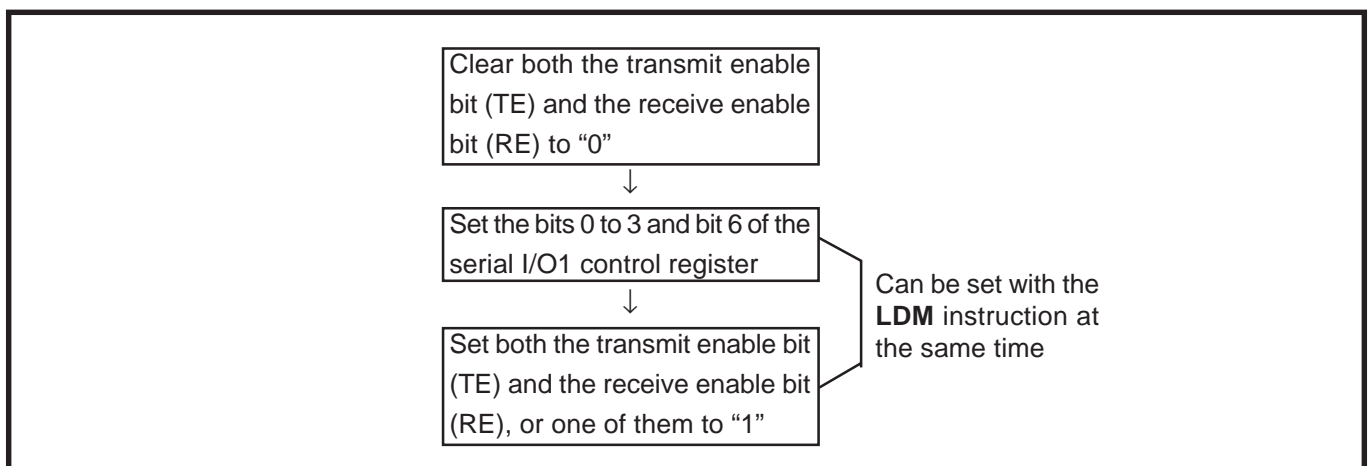 Clear both the transmit enable
bit (TE) and the receive enable
bit (RE) to “0”
↓
Set the bits 0 to 3 and bit 6 of the
serial I/O1 control register
↓
Set both the transmit enable bit
(TE) and the receive enable bit
(RE), or one of them to “1”
Can be set with the
LDM instruction at
the same time